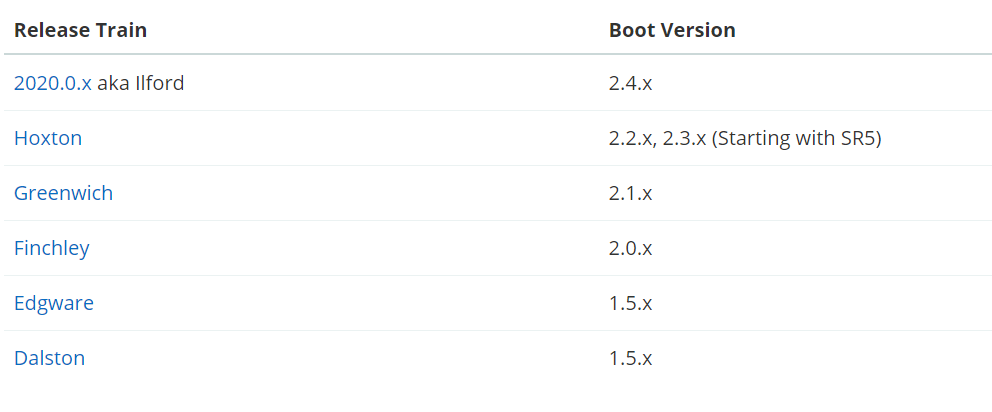 Release Train Boot Version
2020.0.x aka Ilford 2.4.x
Hoxton 2.2.x, 2.3.x (Starting with SR5)
Greenwich 2.1.x
Finchley 2.0.x
Edgware 1.5.x
Dalston 1.5.x